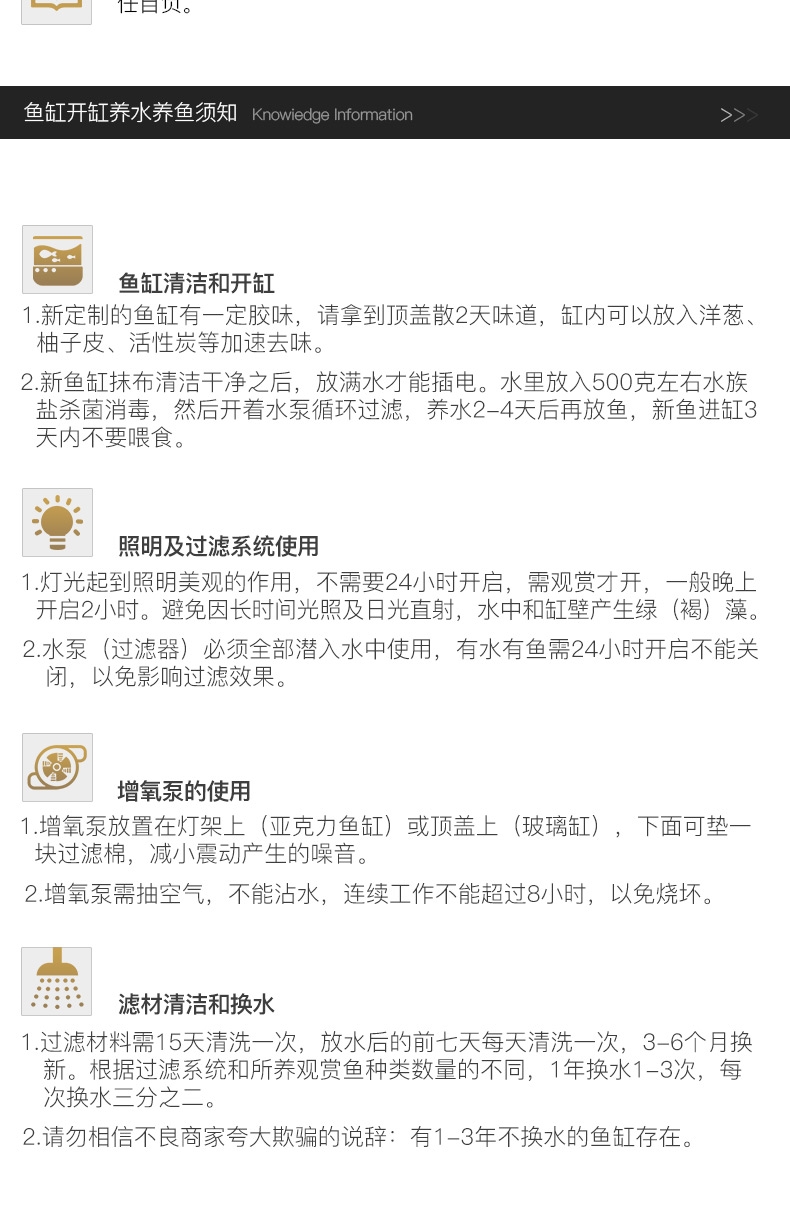 任自负。
鱼缸开缸养水养鱼须知 Knowiedge Information >>>
鱼缸清洁和开缸
1.新定制的鱼缸有一定胶味，请拿到顶盖散2天味道，缸内可以放入洋葱、
柚子皮、活性炭等加速去味。
2.新鱼缸抹布清洁干净之后，放满水才能插电。水里放入500克左右水族
盐杀菌消毒，然后开着水泵循环过滤，养水2-4天后再放鱼，新鱼进缸3
天内不要喂食。
照明及过滤系统使用
1.灯光起到照明美观的作用，不需要24小时开启，需观赏才开，一般晚上
开启2小时。避免因长时间光照及日光直射，水中和缸壁产生绿（褐）藻。
2.水泵（过滤器）必须全部潜入水中使用，有水有鱼需24小时开启不能关
闭，以免影响过滤效果。
增氧泵的使用
1.增氧泵放置在灯架上（亚克力鱼缸）或顶盖上（玻璃缸），下面可垫一
块过滤棉，减小震动产生的噪音。
2.增氧泵需抽空气，不能沾水，连续工作不能超过8小时，以免烧坏。
滤材清洁和换水
1.过滤材料需15天清洗一次，放水后的前七天每天清洗一次，3-6个月换
新。根据过滤系统和所养观赏鱼种类数量的不同，1年换水1-3次，每
次换水三分之二。
2.请勿相信不良商家夸大欺骗的说辞：有1-3年不换水的鱼缸存在。